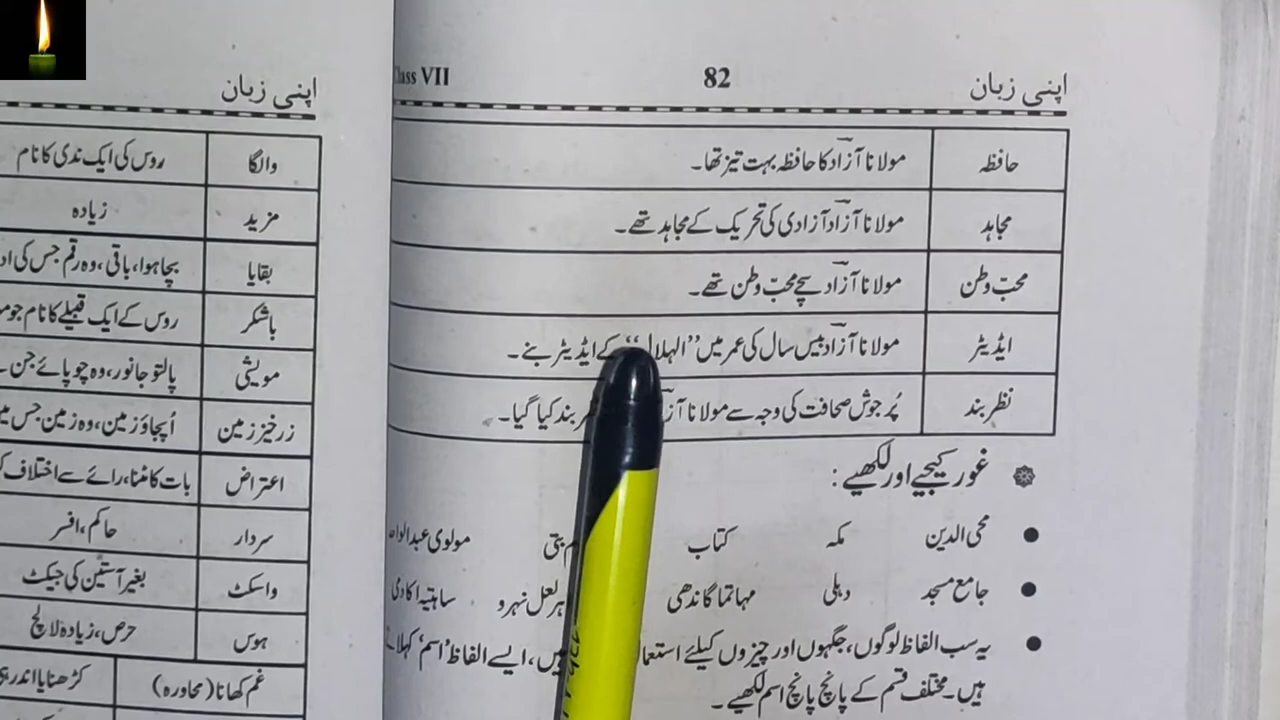 اپنی زبان 82 Class VII
حافظہ مولانا آزاد کا حافظہ بہت تیز تھا۔
مجاہد مولانا آزاد آزادی کی تحریک کے مجاہد تھے۔
محبّ وطن مولانا آزاد سچے محبّ وطن تھے۔
ایڈیٹر مولانا آزاد بیس سال کی عمر میں ”الہلال“ کے ایڈیٹر بنے۔
نظر بند پُر جوش صحافت کی وجہ سے مولانا بند کیا گیا۔
غور کیجیے اور لکھیے :
محی الدین مکہ کتاب بتی مولوی
جامع مسجد دہلی مہاتما گاندھی لعل نہرو ساہتیہ اکادمی
یہ سب الفاظ لوگوں، جگہوں اور چیزوں کیلئے ہیں، ایسے الفاظ ’اسم‘
ہیں۔ مختلف قسم کے پانچ پانچ اسم لکھیے۔
اپنی زبان
والگا روس کی ایک ندی کا نام
مزید زیادہ
بقایا بچا ہوا، باقی، وہ رقم جس کی
باشکر روس کے ایک قبیلے کا نام
مویشی پالتو جانور، وہ چوپائے جن
زرخیز زمین اُپجاؤ زمین، وہ زمین جس
اعتراض بات کاٹنا، رائے سے اختلاف
سردار حاکم، افسر
واسکٹ بغیر آستین کی جیکٹ
ہوس حرص، زیادہ لالچ
غم کھانا (محاورہ) کڑھنا یا اندر